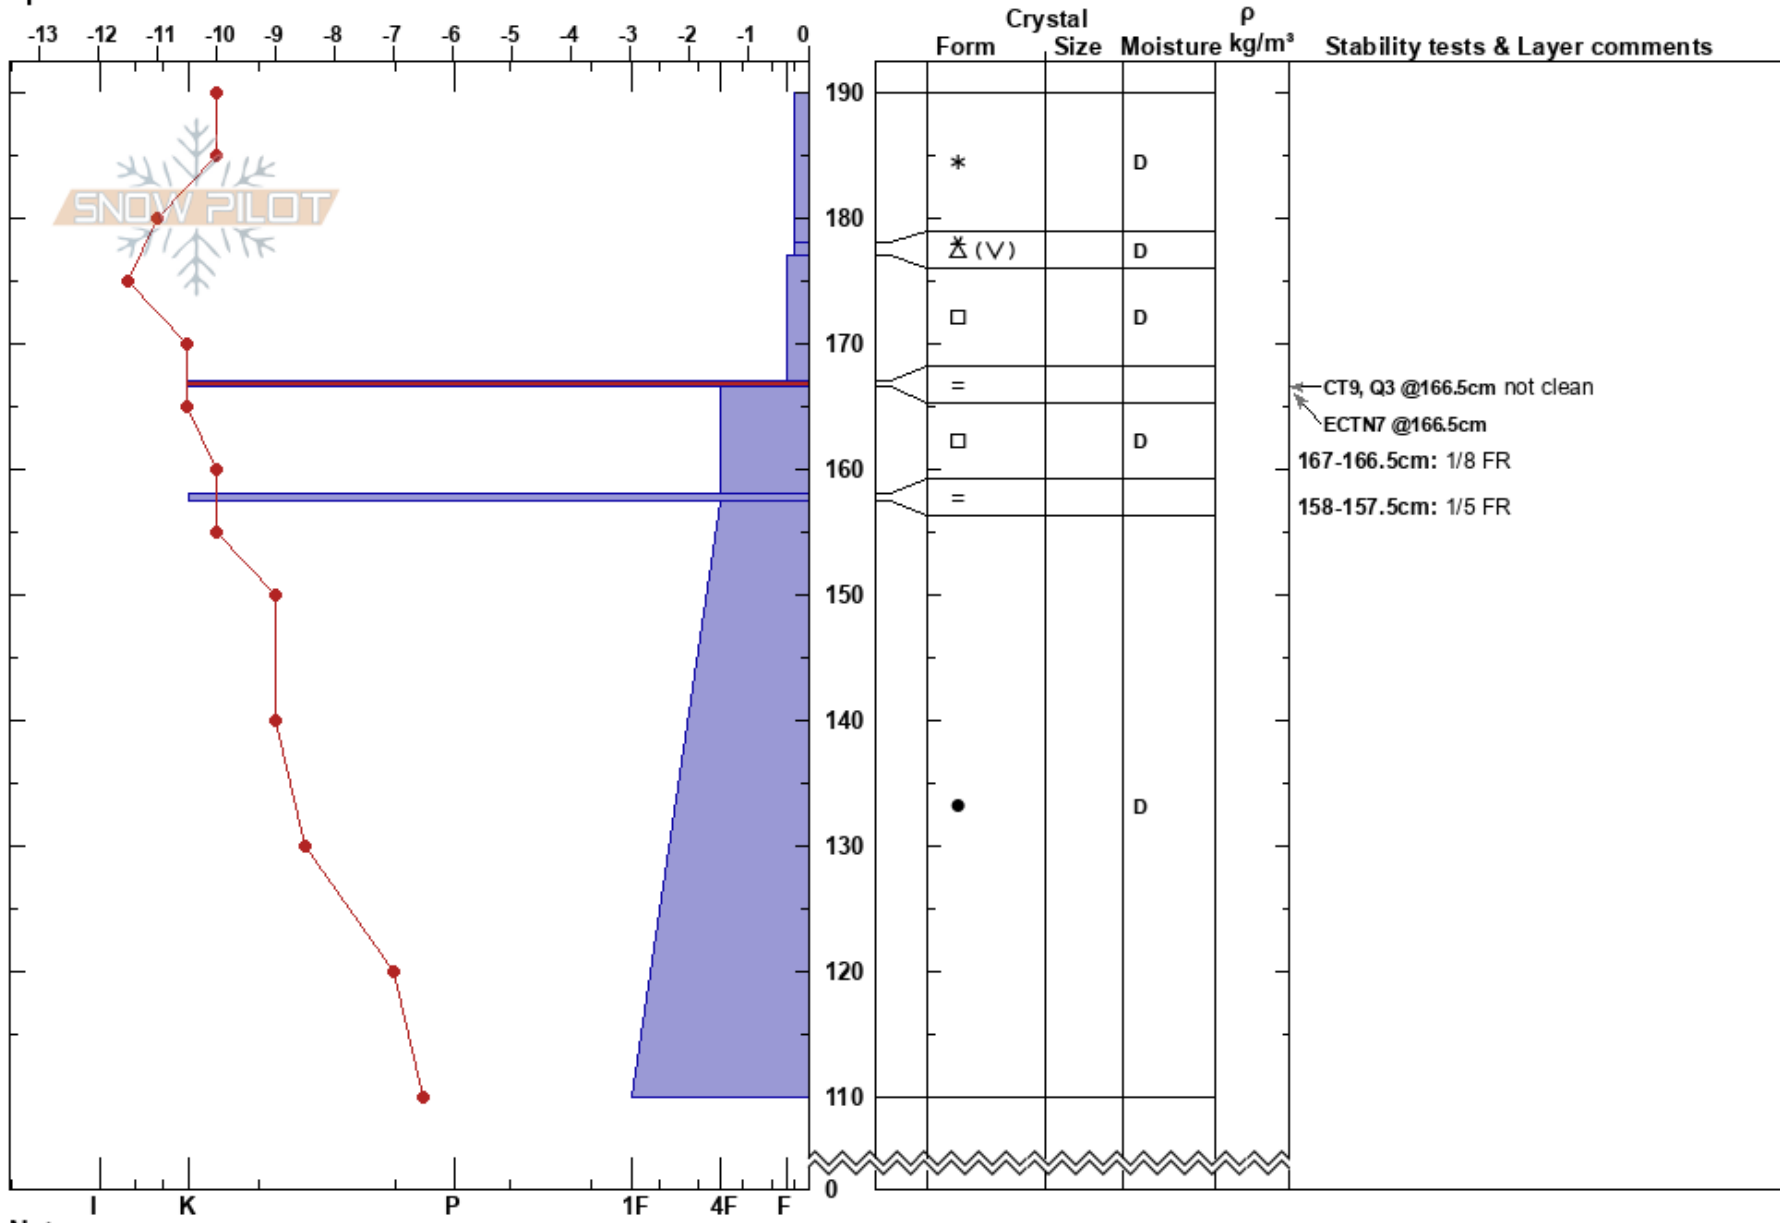 Crystal ρ
-13 -12 -11 -10 -9 -8 -7 -6 -5 -4 -3 -2 -1 0 Form Size Moisture kg/m³ Stability tests & Layer comments
190
* D
SNOW PILOT
180
(V) D
D
170
=
CT9, Q3 @166.5cm not clean
ECTN7 @166.5cm
D
160
167-166.5cm: 1/8 FR
=
158-157.5cm: 1/5 FR
150
140
D
130
120
110
0
I K P 1F 4F F